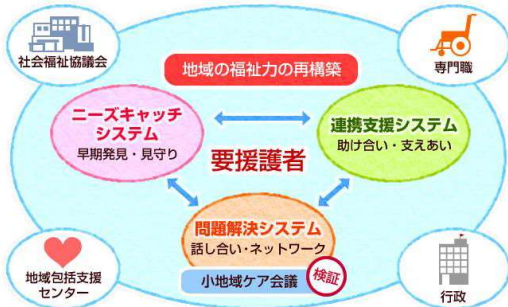 社会福祉協議会
専門職
地域の福祉力の再構築
ニーズキャッチ
システム
早期発見・見守り
連携支援システム
助け合い・支えあい
要援護者
問題解決システム
話し合い・ネットワーク
小地域ケア会議
検証
地域包括支援
センター
行政